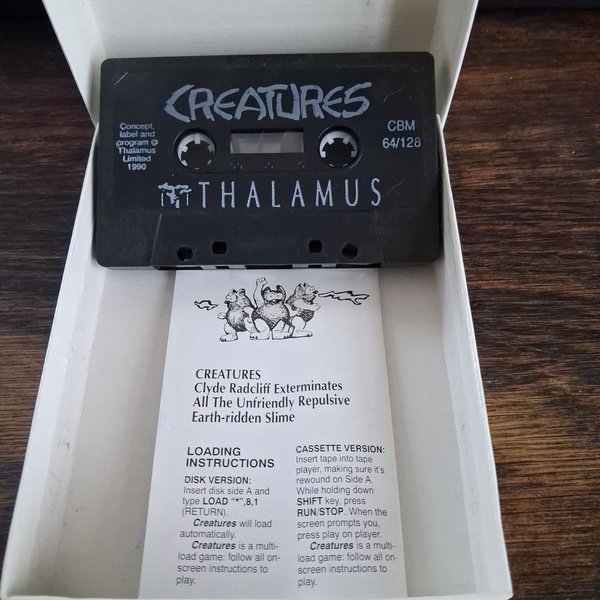 CREATURES
Concept,
label and
program ©
Thalamus
Limited
1990
CBM
64/128
THALAMUS
CREATURES
Clyde Radcliff Exterminates
All The Unfriendly Repulsive
Earth-ridden Slime
LOADING
INSTRUCTIONS
DISK VERSION:
Insert disk side A and
type LOAD "*",8,1
(RETURN).
Creatures will load
automatically.
Creatures is a multi-
load game: follow all on-
screen instructions to
play.
CASSETTE VERSION:
Insert tape into tape
player, making sure it's
rewound on Side A.
While holding down
SHIFT key, press
RUN/STOP. When the
screen prompts you,
press play on player.
Creatures is a multi-
load game: follow all on-
screen instructions to
play.